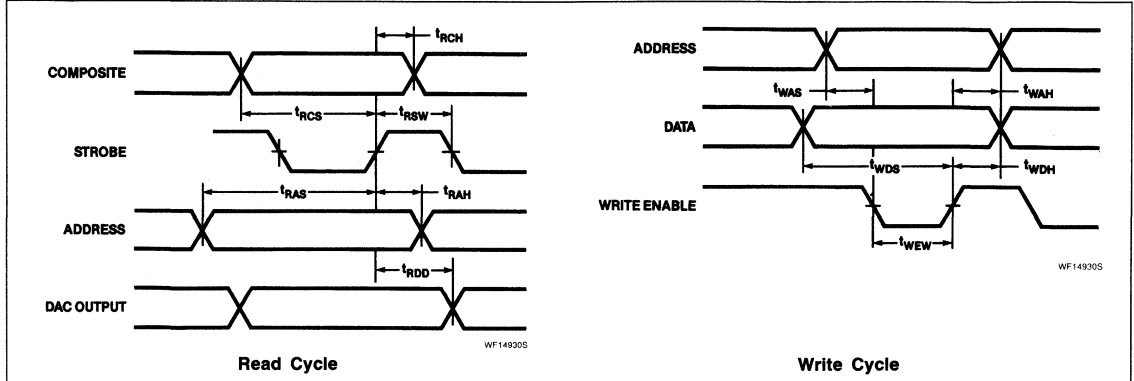 tRCH
COMPOSITE
tRCS
tRSW
STROBE
tRAS
tRAH
ADDRESS
tRDD
DAC OUTPUT
WF14930S
Read Cycle
ADDRESS
tWAS
tWAH
DATA
tWDS
tWDH
WRITE ENABLE
tWEW
WF14930S
Write Cycle